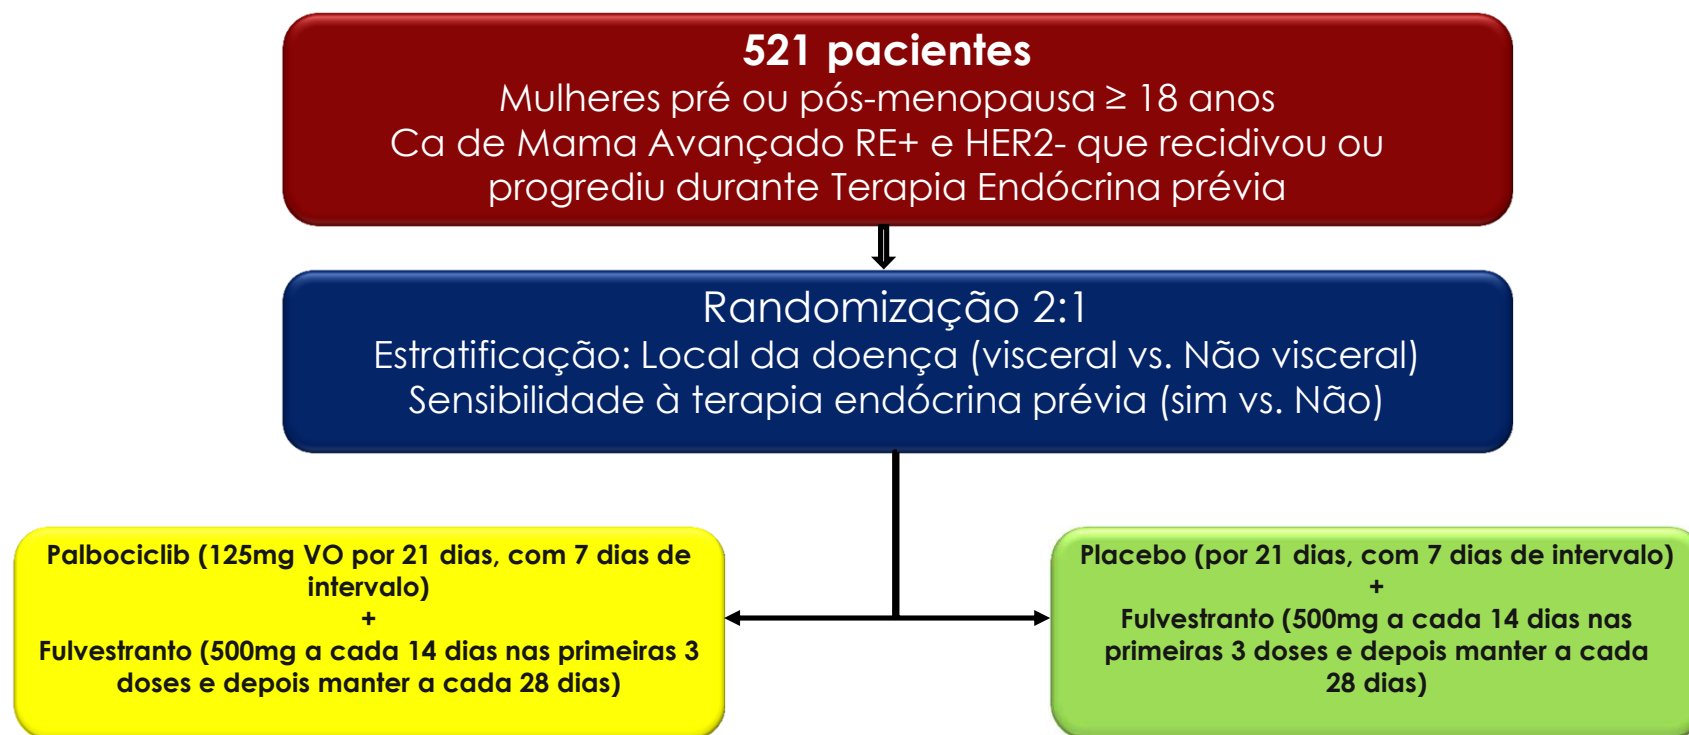 521 pacientes
Mulheres pré ou pós-menopausa ≥ 18 anos
Ca de Mama Avançado RE+ e HER2- que recidivou ou
progrediu durante Terapia Endócrina prévia
Randomização 2:1
Estratificação: Local da doença (visceral vs. Não visceral)
Sensibilidade à terapia endócrina prévia (sim vs. Não)
Palbociclib (125mg VO por 21 dias, com 7 dias de
intervalo)
+
Fulvestranto (500mg a cada 14 dias nas primeiras 3
doses e depois manter a cada 28 dias)
Placebo (por 21 dias, com 7 dias de intervalo)
+
Fulvestranto (500mg a cada 14 dias nas
primeiras 3 doses e depois manter a cada
28 dias)